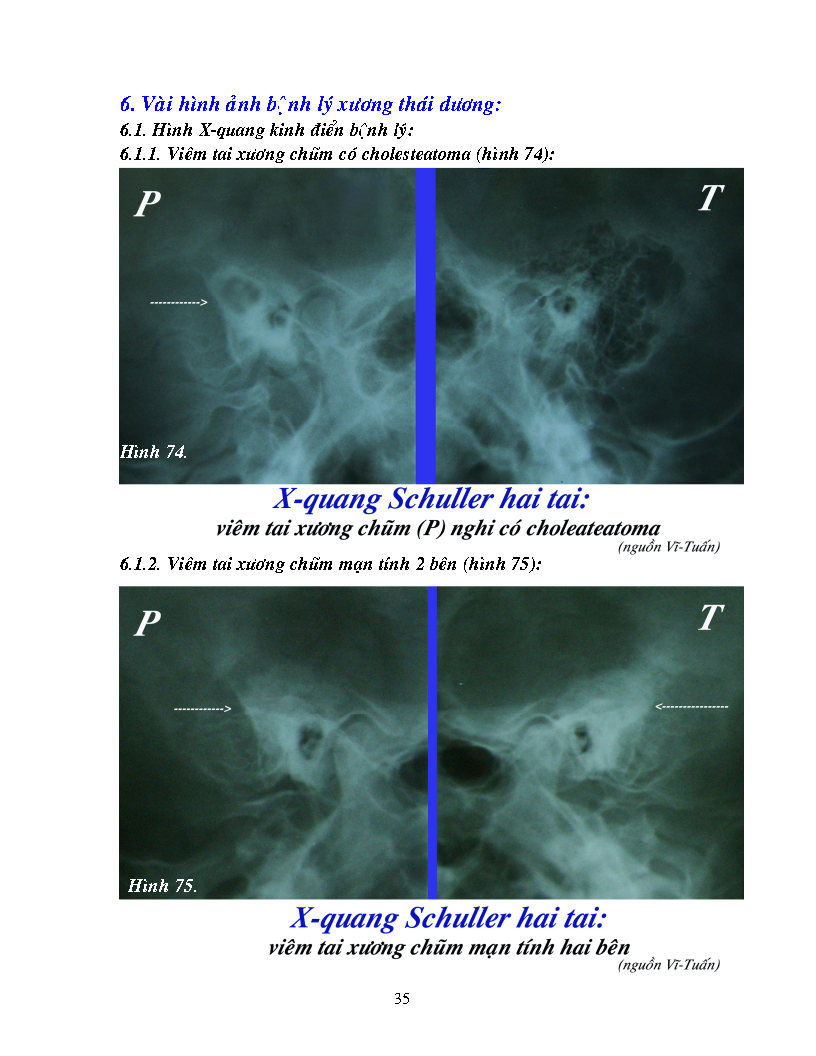 6. Vài hình ảnh bệnh lý xương thái dương:
6.1. Hình X-quang kinh điển bệnh lý:
6.1.1. Viêm tai xương chũm có cholesteatoma (hình 74):
P T
------------>
Hình 74.
X-quang Schuller hai tai:
viêm tai xương chũm (P) nghi có choleateatoma
(nguồn Vĩ-Tuấn)
6.1.2. Viêm tai xương chũm mạn tính 2 bên (hình 75):
P T
------------> <----------------
Hình 75.
X-quang Schuller hai tai:
viêm tai xương chũm mạn tính hai bên
(nguồn Vĩ-Tuấn)
35